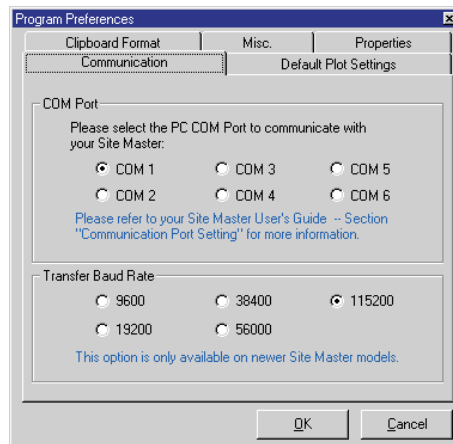 Program Preferences
Clipboard Format Misc. Properties
Communication Default Plot Settings
COM Port
Please select the PC COM Port to communicate with
your Site Master:
COM 1 COM 3 COM 5
COM 2 COM 4 COM 6
Please refer to your Site Master User's Guide -- Section
"Communication Port Setting" for more information.
Transfer Baud Rate
9600 38400 115200
19200 56000
This option is only available on newer Site Master models.
OK Cancel